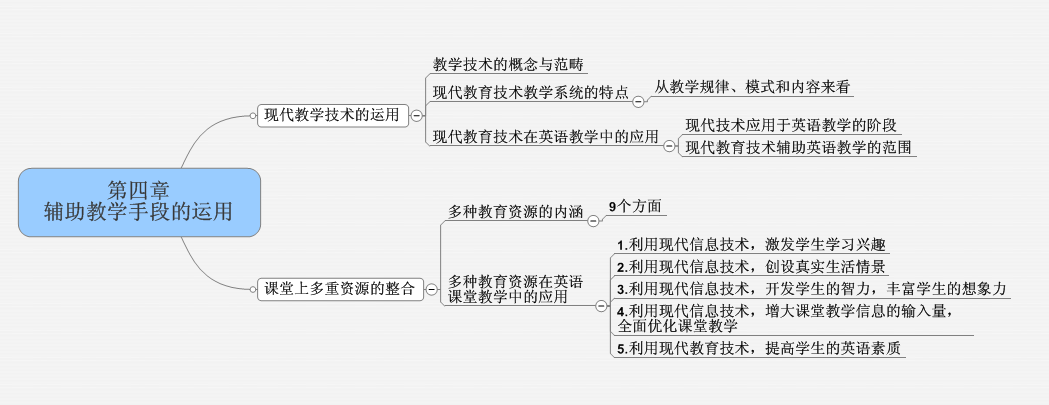 第四章
辅助教学手段的运用
现代教学技术的运用
教学技术的概念与范畴
现代教育技术教学系统的特点
从教学规律、模式和内容来看
现代教育技术在英语教学中的应用
现代技术应用于英语教学的阶段
现代教育技术辅助英语教学的范围
课堂上多重资源的整合
多种教育资源的内涵
9个方面
多种教育资源在英语
课堂教学中的应用
1.利用现代信息技术，激发学生学习兴趣
2.利用现代信息技术，创设真实生活情景
3.利用现代信息技术，开发学生的智力，丰富学生的想象力
4.利用现代信息技术，增大课堂教学信息的输入量，
全面优化课堂教学
5.利用现代教育技术，提高学生的英语素质